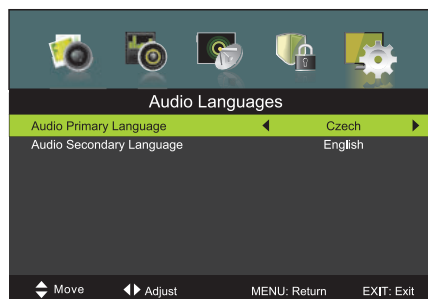 Audio Languages
Audio Primary Language Czech
Audio Secondary Language English
Move Adjust MENU: Return EXIT: Exit